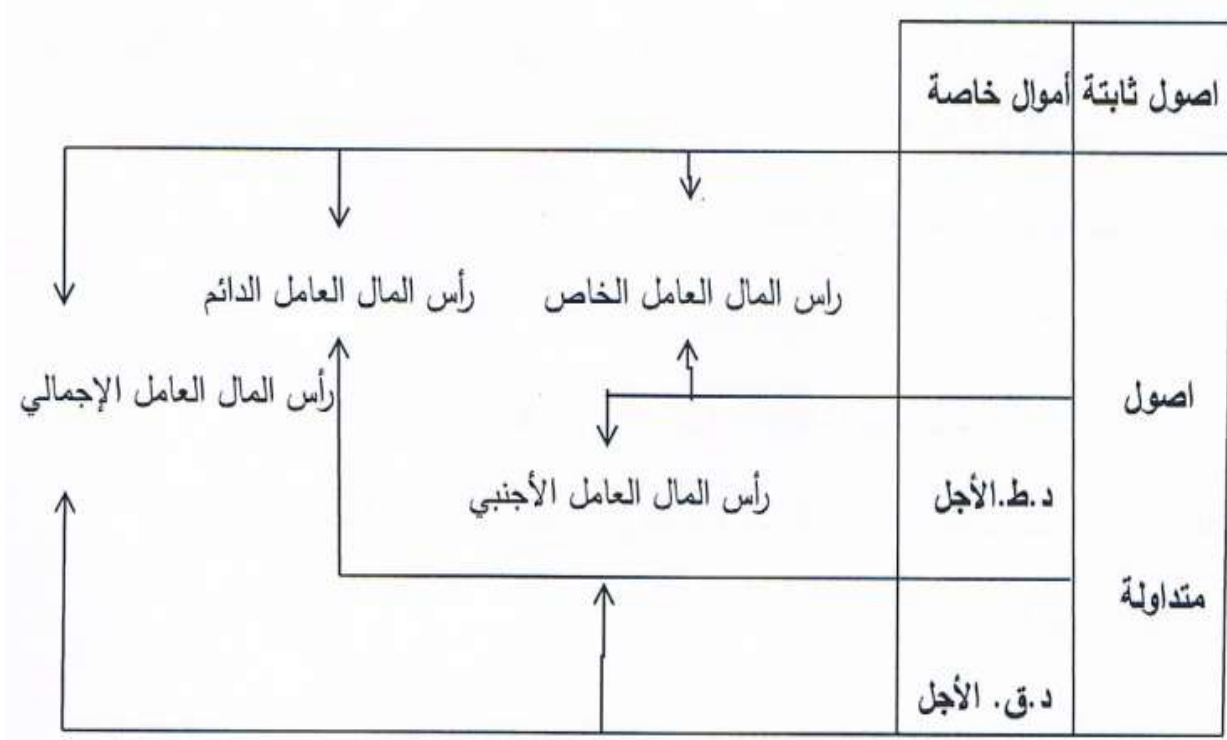 اصول ثابتة
أموال خاصة
راس المال العامل الخاص
رأس المال العامل الدائم
رأس المال العامل الإجمالي
اصول
رأس المال العامل الأجنبي
د.ط.الأجل
متداولة
د.ق. الأجل